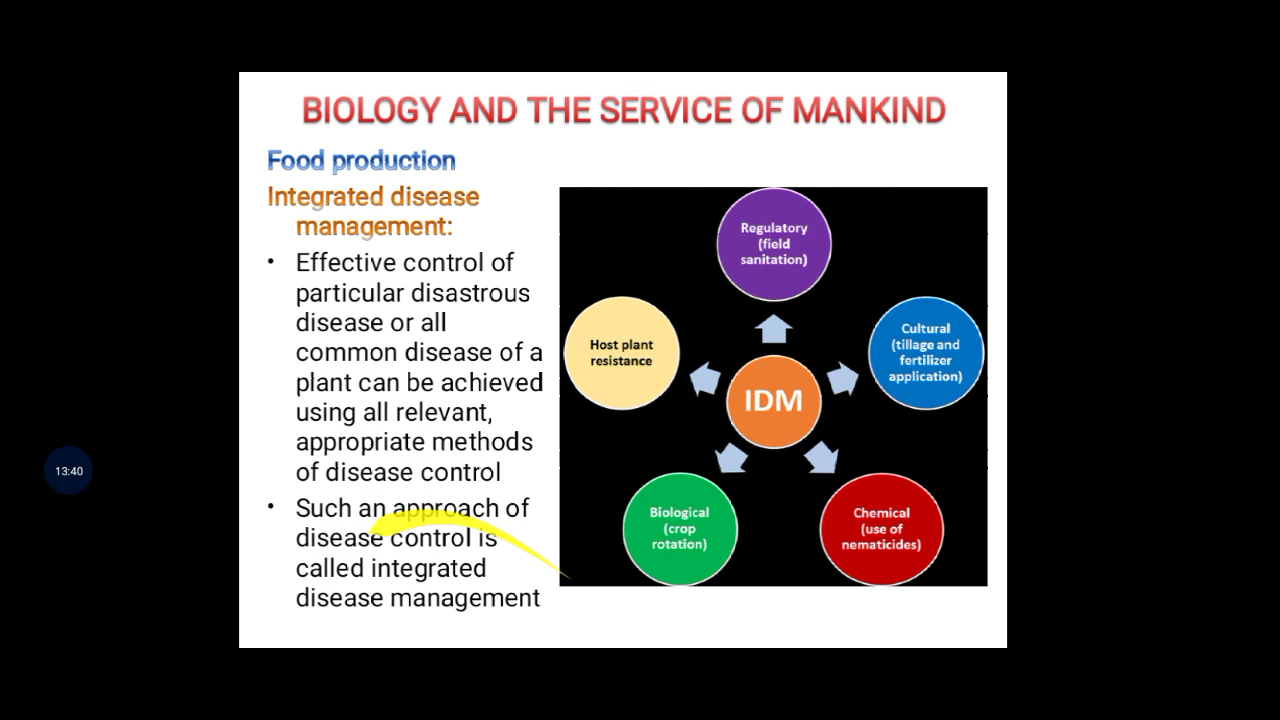 BIOLOGY AND THE SERVICE OF MANKIND
Food production
Integrated disease
management:
• Effective control of
particular disastrous
disease or all
common disease of a
plant can be achieved
using all relevant,
appropriate methods
of disease control
• Such an approach of
disease control is
called integrated
disease management
Regulatory
(field
sanitation)
Host plant
resistance
Cultural
(tillage and
fertilizer
application)
IDM
Biological
(crop
rotation)
Chemical
(use of
nematicides)
13:40